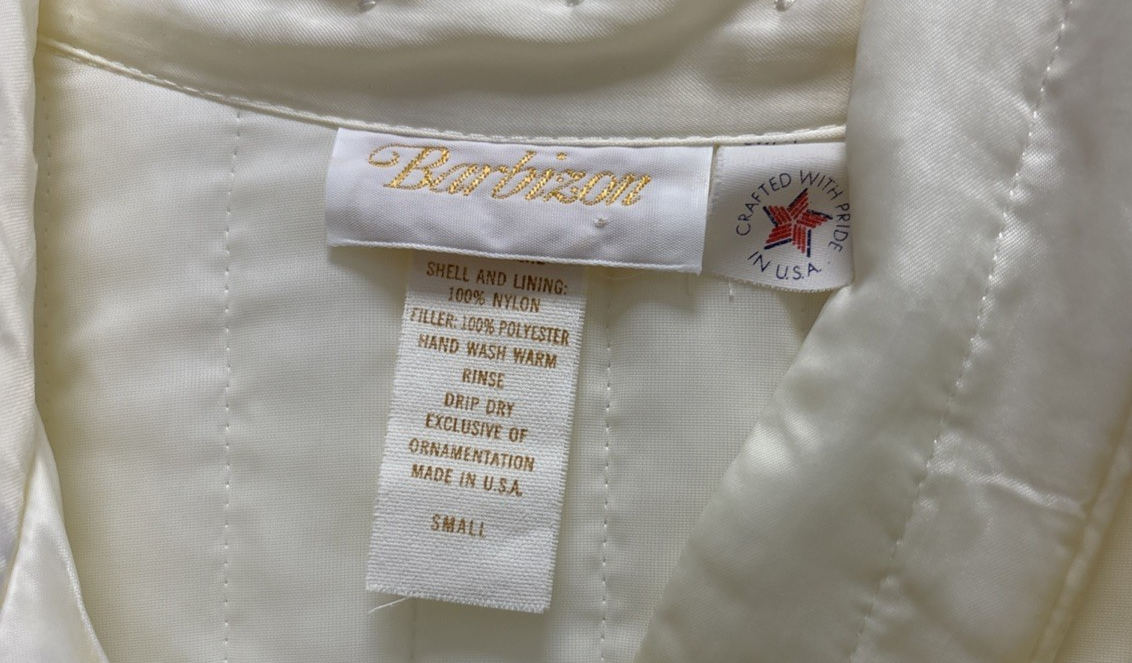 Barbizon
CRAFTED WITH PRIDE
IN U.S.A.
SHELL AND LINING:
100% NYLON
FILLER: 100% POLYESTER
HAND WASH WARM
RINSE
DRIP DRY
EXCLUSIVE OF
ORNAMENTATION
MADE IN U.S.A.
SMALL